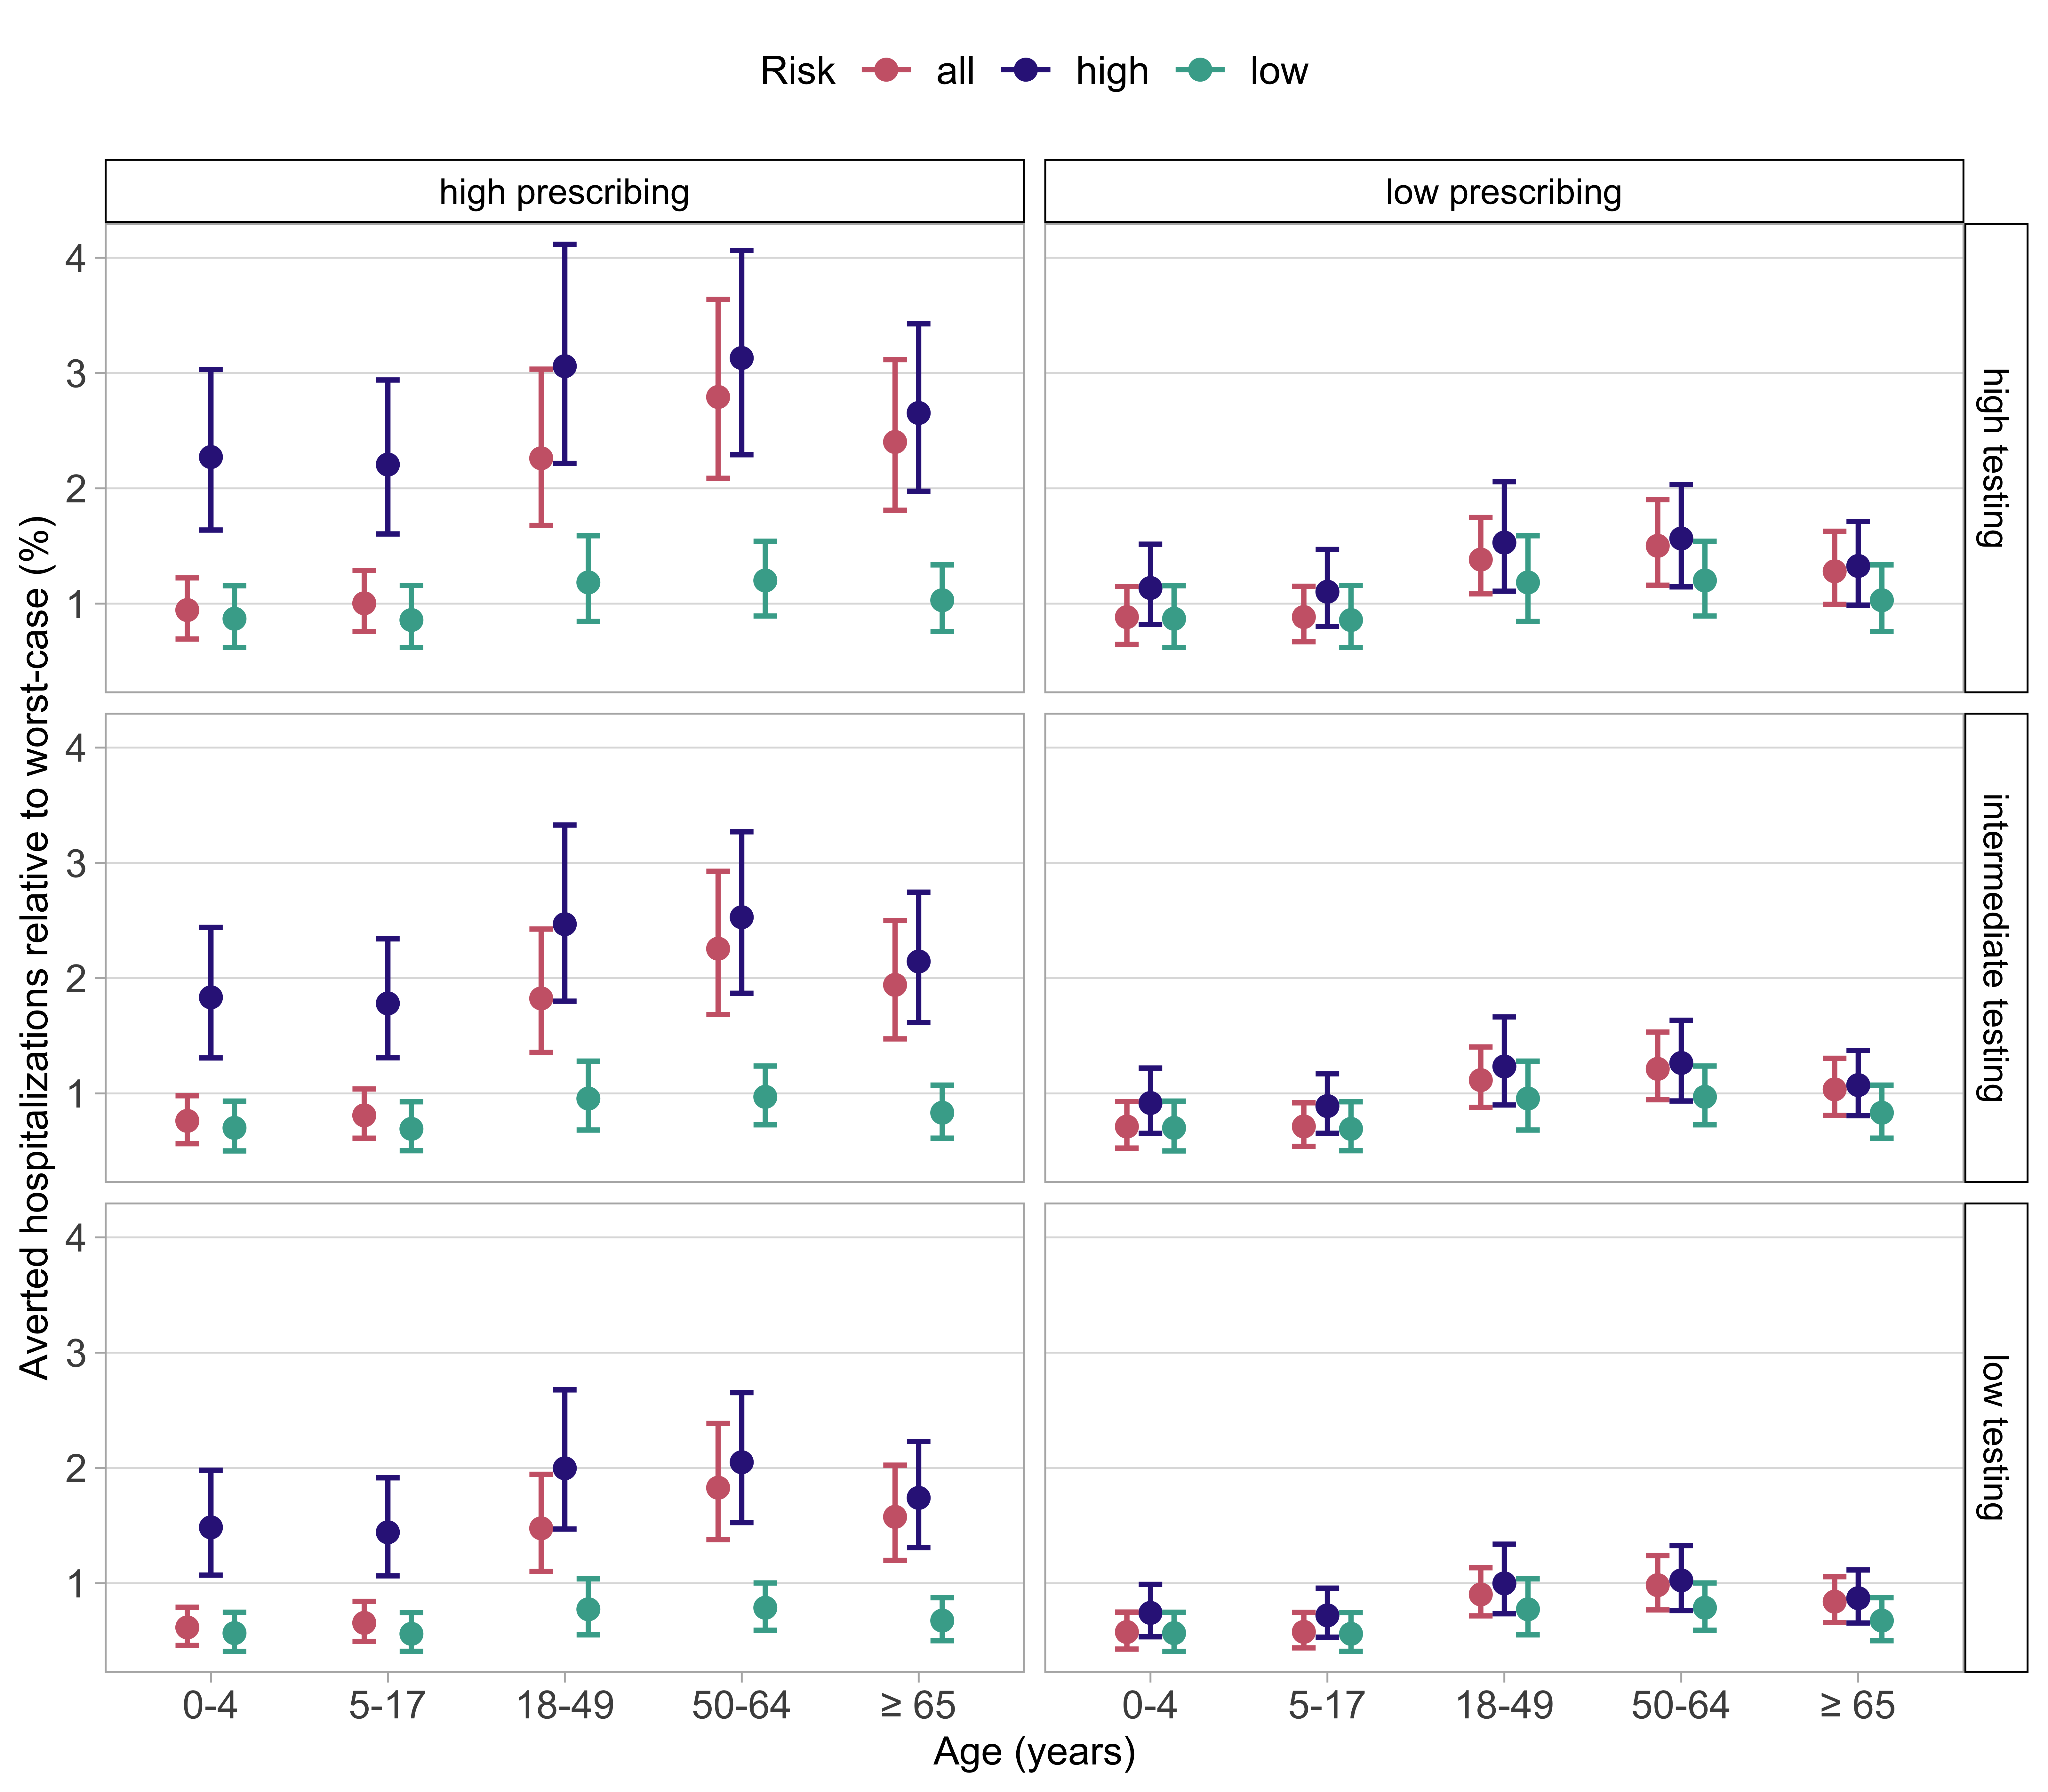 Risk all high low
high prescribing low prescribing
Averted hospitalizations relative to worst-case (%)
4
3
2
1
high testing
4
3
2
1
intermediate testing
4
3
2
1
low testing
0-4 5-17 18-49 50-64 ≥ 65 0-4 5-17 18-49 50-64 ≥ 65
Age (years)